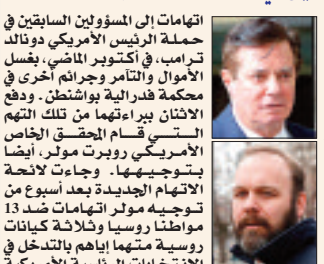 اتهامات إلى المسؤولين السابقين في
حملة الرئيس الأمريكي دونالد
ترامب، في أكتوبر الماضي، بغسل
الأموال والتآمر وجرائم أخرى في
محكمة فدرالية بواشنطن. ودفع
الاثنان ببراءتهما من تلك التهم
التي قام المحقق الخاص
الأمريكي روبرت مولر، أيضا
بتوجيهها. وجاءت لائحة
الاتهام الجديدة بعد أسبوع من
توجيه مولر اتهامات ضد 13
مواطنا روسيا وثلاثة كيانات
روسية متهما إياهم بالتدخل في
الانتخابات الرئاسية الأمريكية